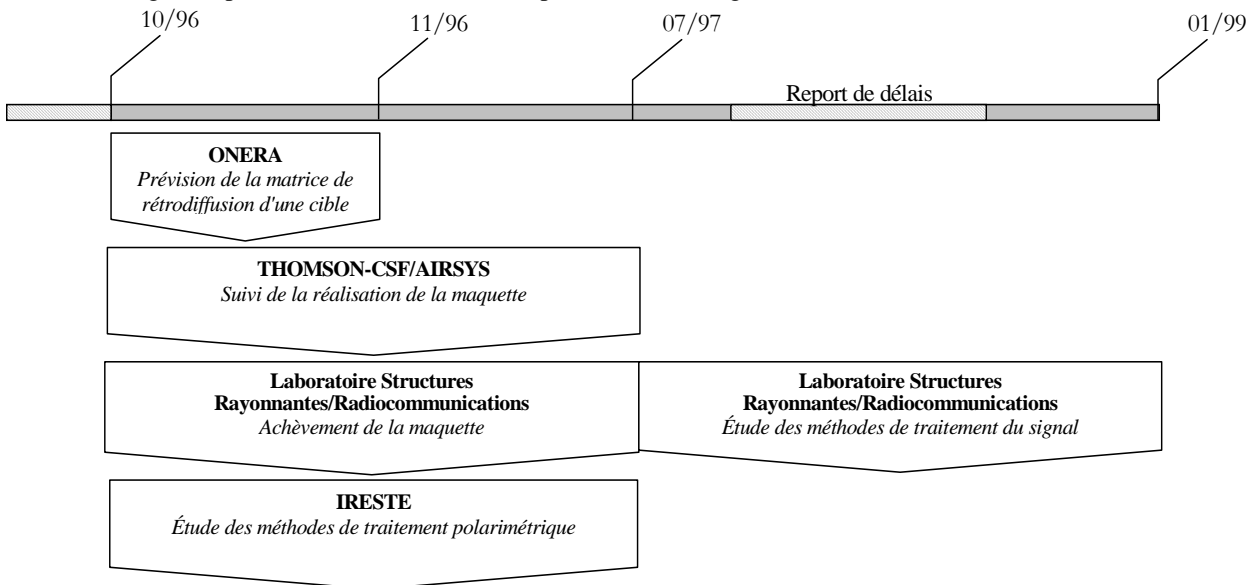 10/96
11/96
07/97
01/99
Report de délais
ONERA
Prévision de la matrice de
rétrodiffusion d'une cible
THOMSON-CSF/AIRSYS
Suivi de la réalisation de la maquette
Laboratoire Structures
Rayonnantes/Radiocommunications
Achèvement de la maquette
Laboratoire Structures
Rayonnantes/Radiocommunications
Étude des méthodes de traitement du signal
IRESTE
Étude des méthodes de traitement polarimétrique